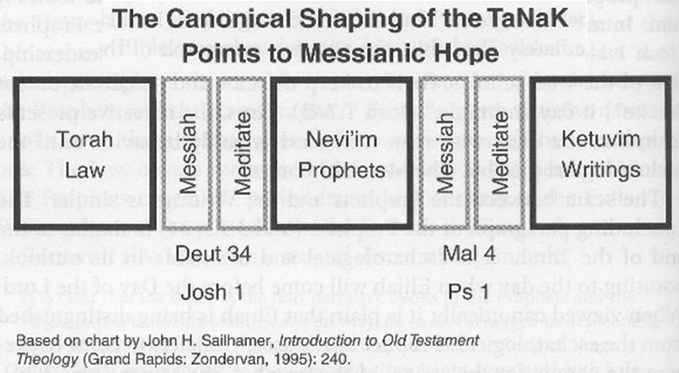 The Canonical Shaping of the TaNaK
Points to Messianic Hope
Torah
Law
Messiah
Meditate
Nevi'im
Prophets
Messiah
Meditate
Ketuvim
Writings
Deut 34
Josh 1
Mal 4
Ps 1
Based on chart by John H. Sailhamer, Introduction to Old Testament
Theology (Grand Rapids: Zondervan, 1995): 240.